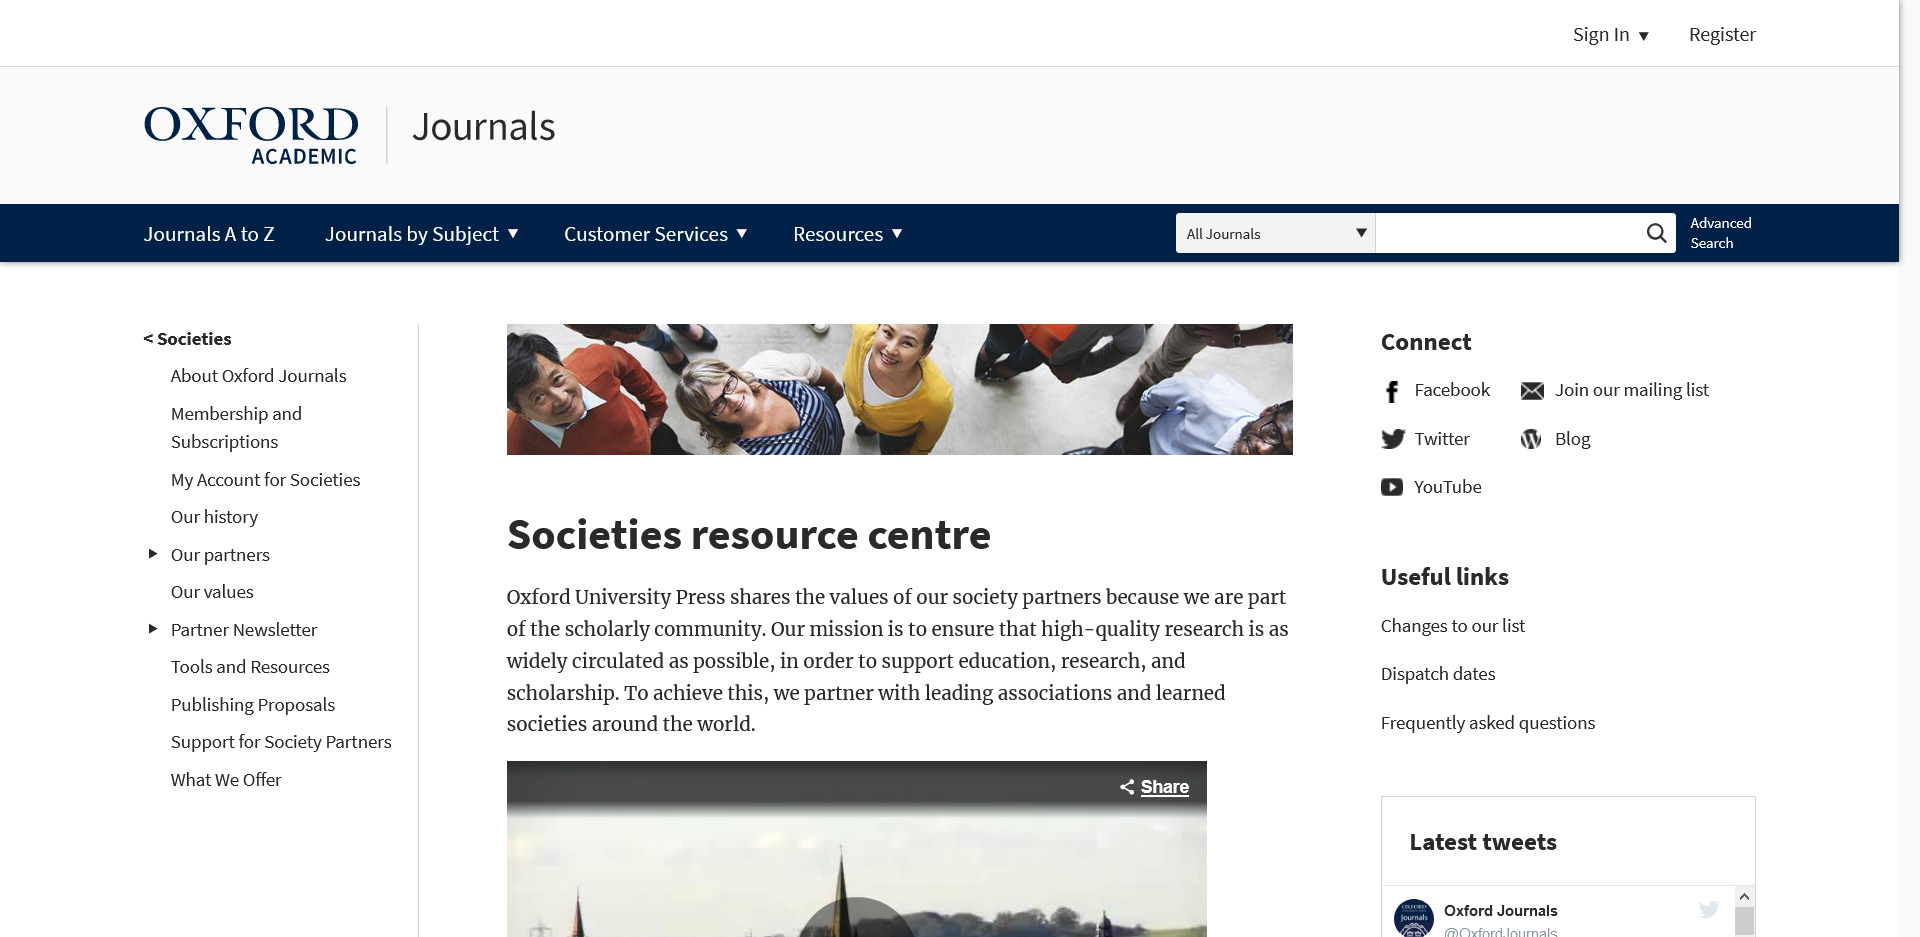 Sign In
Register
OXFORD
ACADEMIC
Journals
Journals A to Z
Journals by Subject
Customer Services
Resources
All Journals
Advanced
Search
< Societies
About Oxford Journals
Membership and
Subscriptions
My Account for Societies
Our history
Our partners
Our values
Partner Newsletter
Tools and Resources
Publishing Proposals
Support for Society Partners
What We Offer
Societies resource centre
Oxford University Press shares the values of our society partners because we are part
of the scholarly community. Our mission is to ensure that high-quality research is as
widely circulated as possible, in order to support education, research, and
scholarship. To achieve this, we partner with leading associations and learned
societies around the world.
Share
Connect
Facebook
Join our mailing list
Twitter
Blog
YouTube
Useful links
Changes to our list
Dispatch dates
Frequently asked questions
Latest tweets
OXFORD
Journals
Oxford Journals
@OxfordJournals